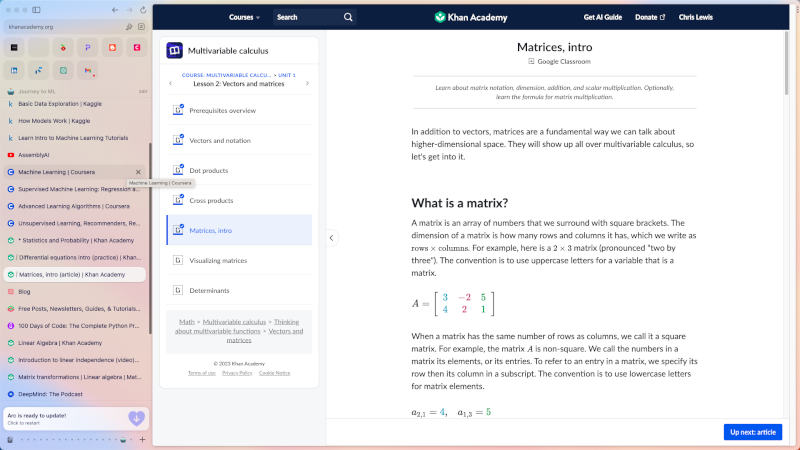 khanacademy.org
Journey to ML
Basic Data Exploration | Kaggle
How Models Work | Kaggle
Learn Intro to Machine Learning Tutorials
AssemblyAI
Machine Learning | Coursera
Machine Learning | Coursera
Supervised Machine Learning: Regression a...
Advanced Learning Algorithms | Coursera
Unsupervised Learning, Recommenders, Re...
* Statistics and Probability | Khan Academy
Differential equations intro (practice) | Khan...
Matrices, intro (article) | Khan Academy
Blog
Free Posts, Newsletters, Guides, & Tutorials...
100 Days of Code: The Complete Python Pr...
Linear Algebra | Khan Academy
Introduction to linear independence (video)...
Matrix transformations | Linear algebra | Mat...
DeepMind: The Podcast
Arc is ready to update!
Click to restart
Courses
Search
Khan Academy
Get AI Guide
Donate
Chris Lewis
Multivariable calculus
COURSE: MULTIVARIABLE CALCU... > UNIT 1
Lesson 2: Vectors and matrices
Prerequisites overview
Vectors and notation
Dot products
Cross products
Matrices, intro
Visualizing matrices
Determinants
Math > Multivariable calculus > Thinking
about multivariable functions > Vectors and
matrices
© 2023 Khan Academy
Terms of use Privacy Policy Cookie Notice
Matrices, intro
Google Classroom
Learn about matrix notation, dimension, addition, and scalar multiplication. Optionally,
learn the formula for matrix multiplication.
In addition to vectors, matrices are a fundamental way we can talk about
higher-dimensional space. They will show up all over multivariable calculus, so
let's get into it.
What is a matrix?
A matrix is an array of numbers that we surround with square brackets. The
dimension of a matrix is how many rows and columns it has, which we write as
rows × columns. For example, here is a 2 × 3 matrix (pronounced "two by
three"). The convention is to use uppercase letters for a variable that is a
matrix.
A = [ 3 −2 5
4 2 1 ]
When a matrix has the same number of rows as columns, we call it a square
matrix. For example, the matrix A is non-square. We call the numbers in a
matrix its elements, or its entries. To refer to an entry in a matrix, we specify its
row then its column in a subscript. The convention is to use lowercase letters
for matrix elements.
a2,1 = 4, a1,3 = 5
Up next: article